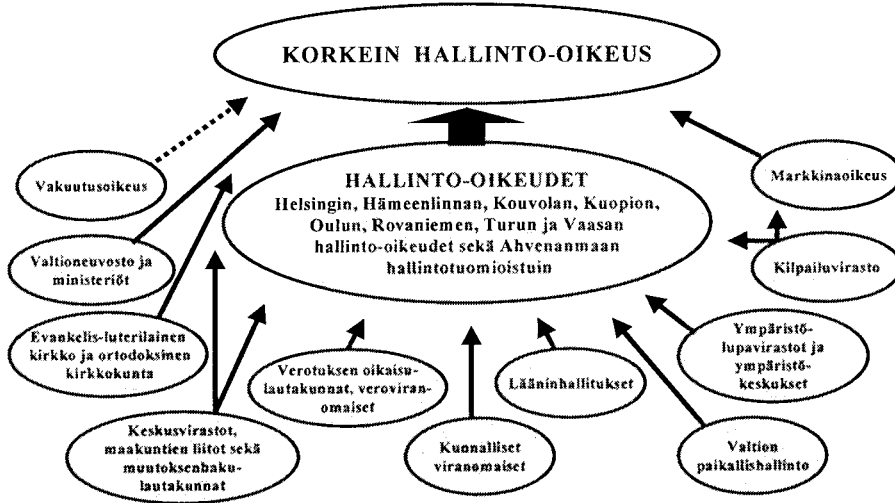 KORKEIN HALLINTO-OIKEUS
Vakuutusoikeus
HALLINTO-OIKEUDET
Helsingin, Hämeenlinnan, Kouvolan, Kuopion,
Oulun, Rovaniemen, Turun ja Vaasan
hallinto-oikeudet sekä Ahvenanmaan
hallintotuomioistuin
Markkinaoikeus
Valtioneuvosto ja
ministeriöt
Kilpailuvirasto
Evankelis-luterilainen
kirkko ja ortodoksinen
kirkkokunta
Verotuksen oikaisu-
lautakunnat, veroviran-
omaiset
Lääninhallitukset
Ympäristö-
lupavirastot ja
ympäristö-
keskukset
Keskusvirastot,
maakuntien liitot sekä
muutoksenhaku-
lautakunnat
Kunnalliset
viranomaiset
Valtion
paikallishallinto